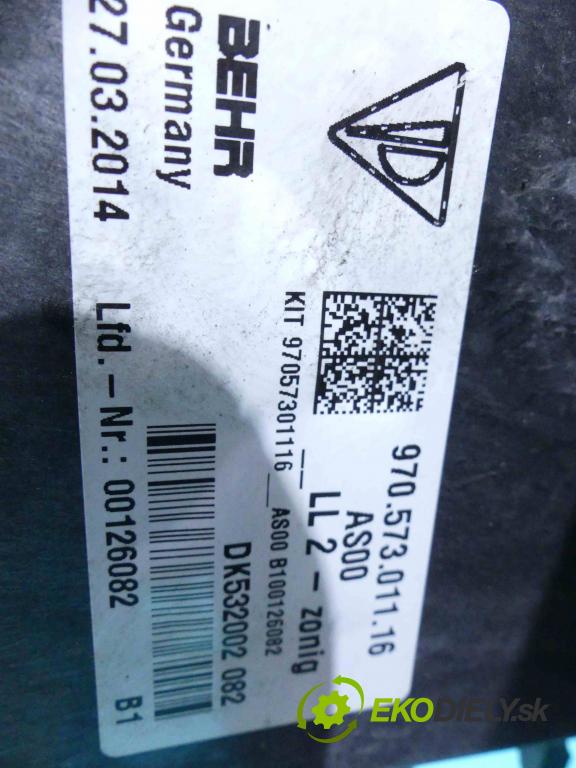 BEHR
Germany
27.03.2014
970.573.011.16
AS00
LL 2 - zonig
KIT 97057301116__AS00 B100126082
DK532002 082
Lfd.-Nr.: 00126082
B1
EKODIELY.sk